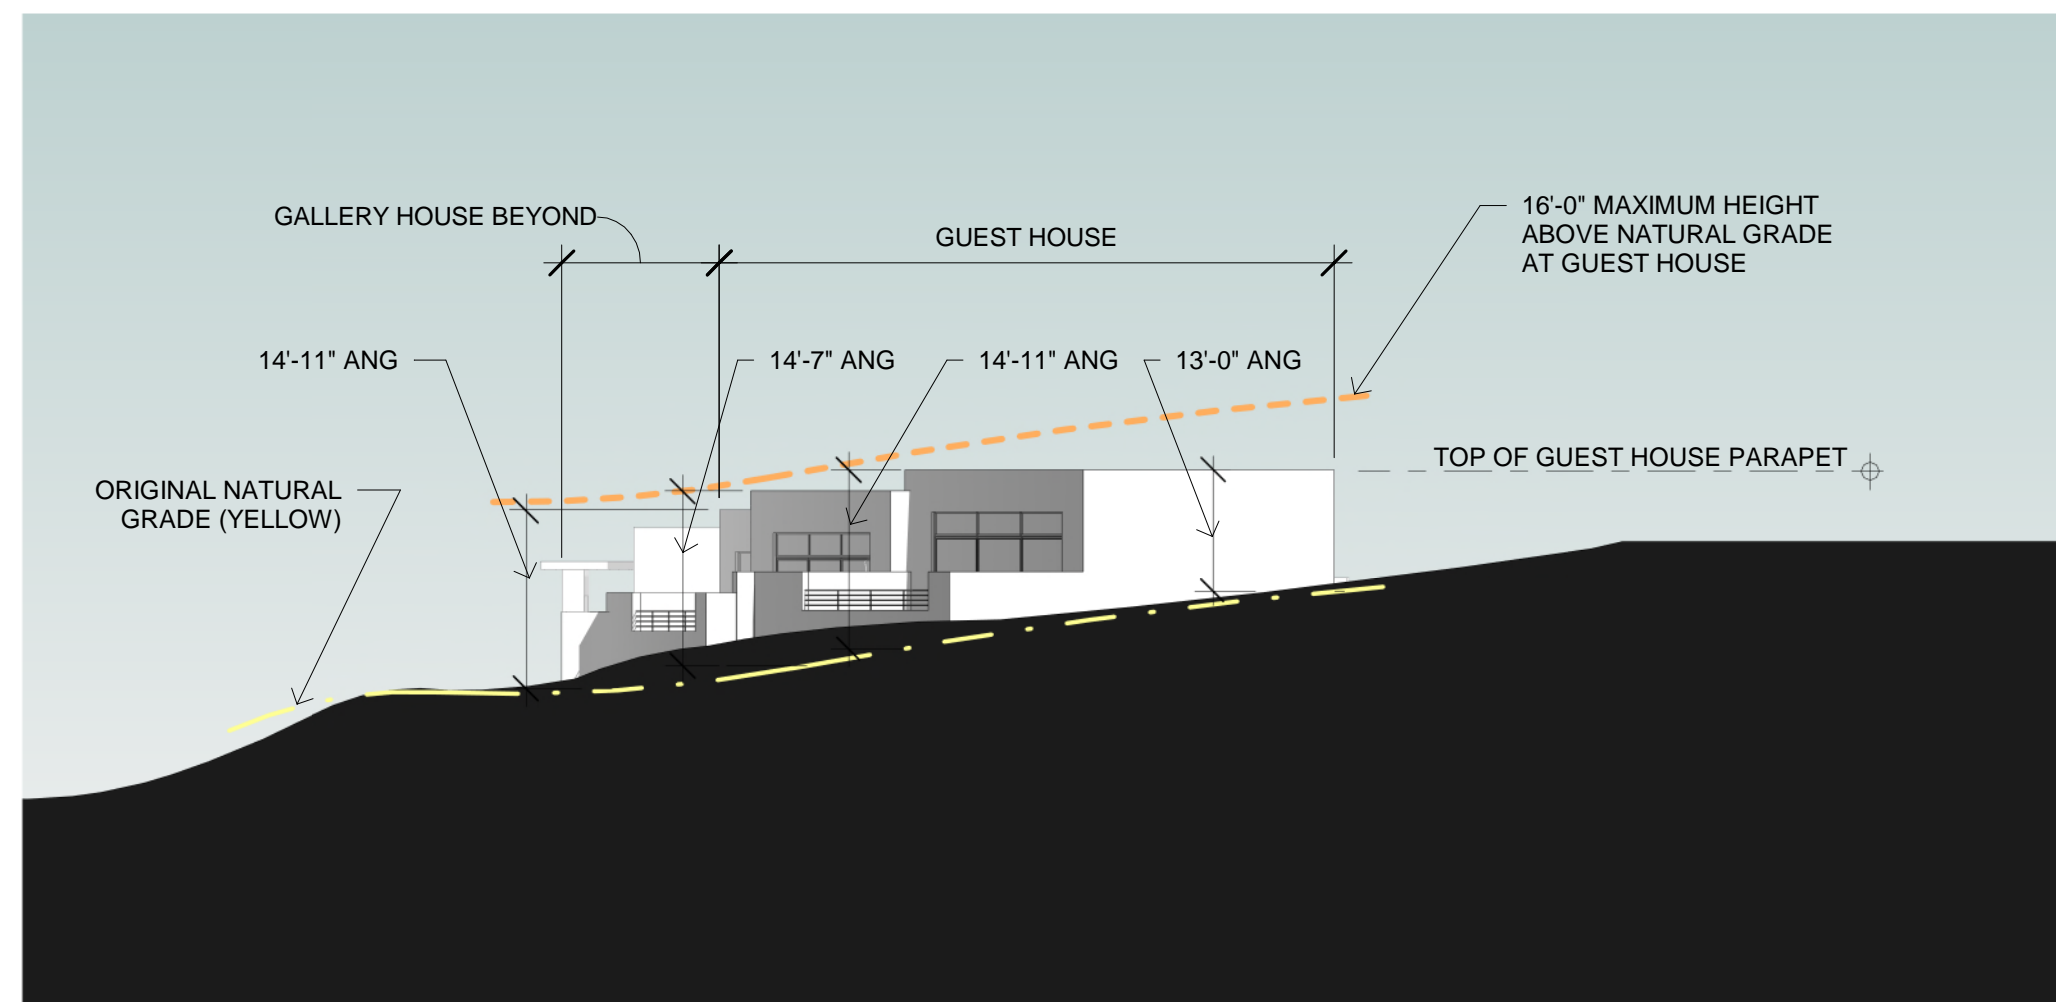 GALLERY HOUSE BEYOND
GUEST HOUSE
16'-0" MAXIMUM HEIGHT
ABOVE NATURAL GRADE
AT GUEST HOUSE
14'-11" ANG
14'-7" ANG
14'-11" ANG
13'-0" ANG
TOP OF GUEST HOUSE PARAPET
ORIGINAL NATURAL
GRADE (YELLOW)